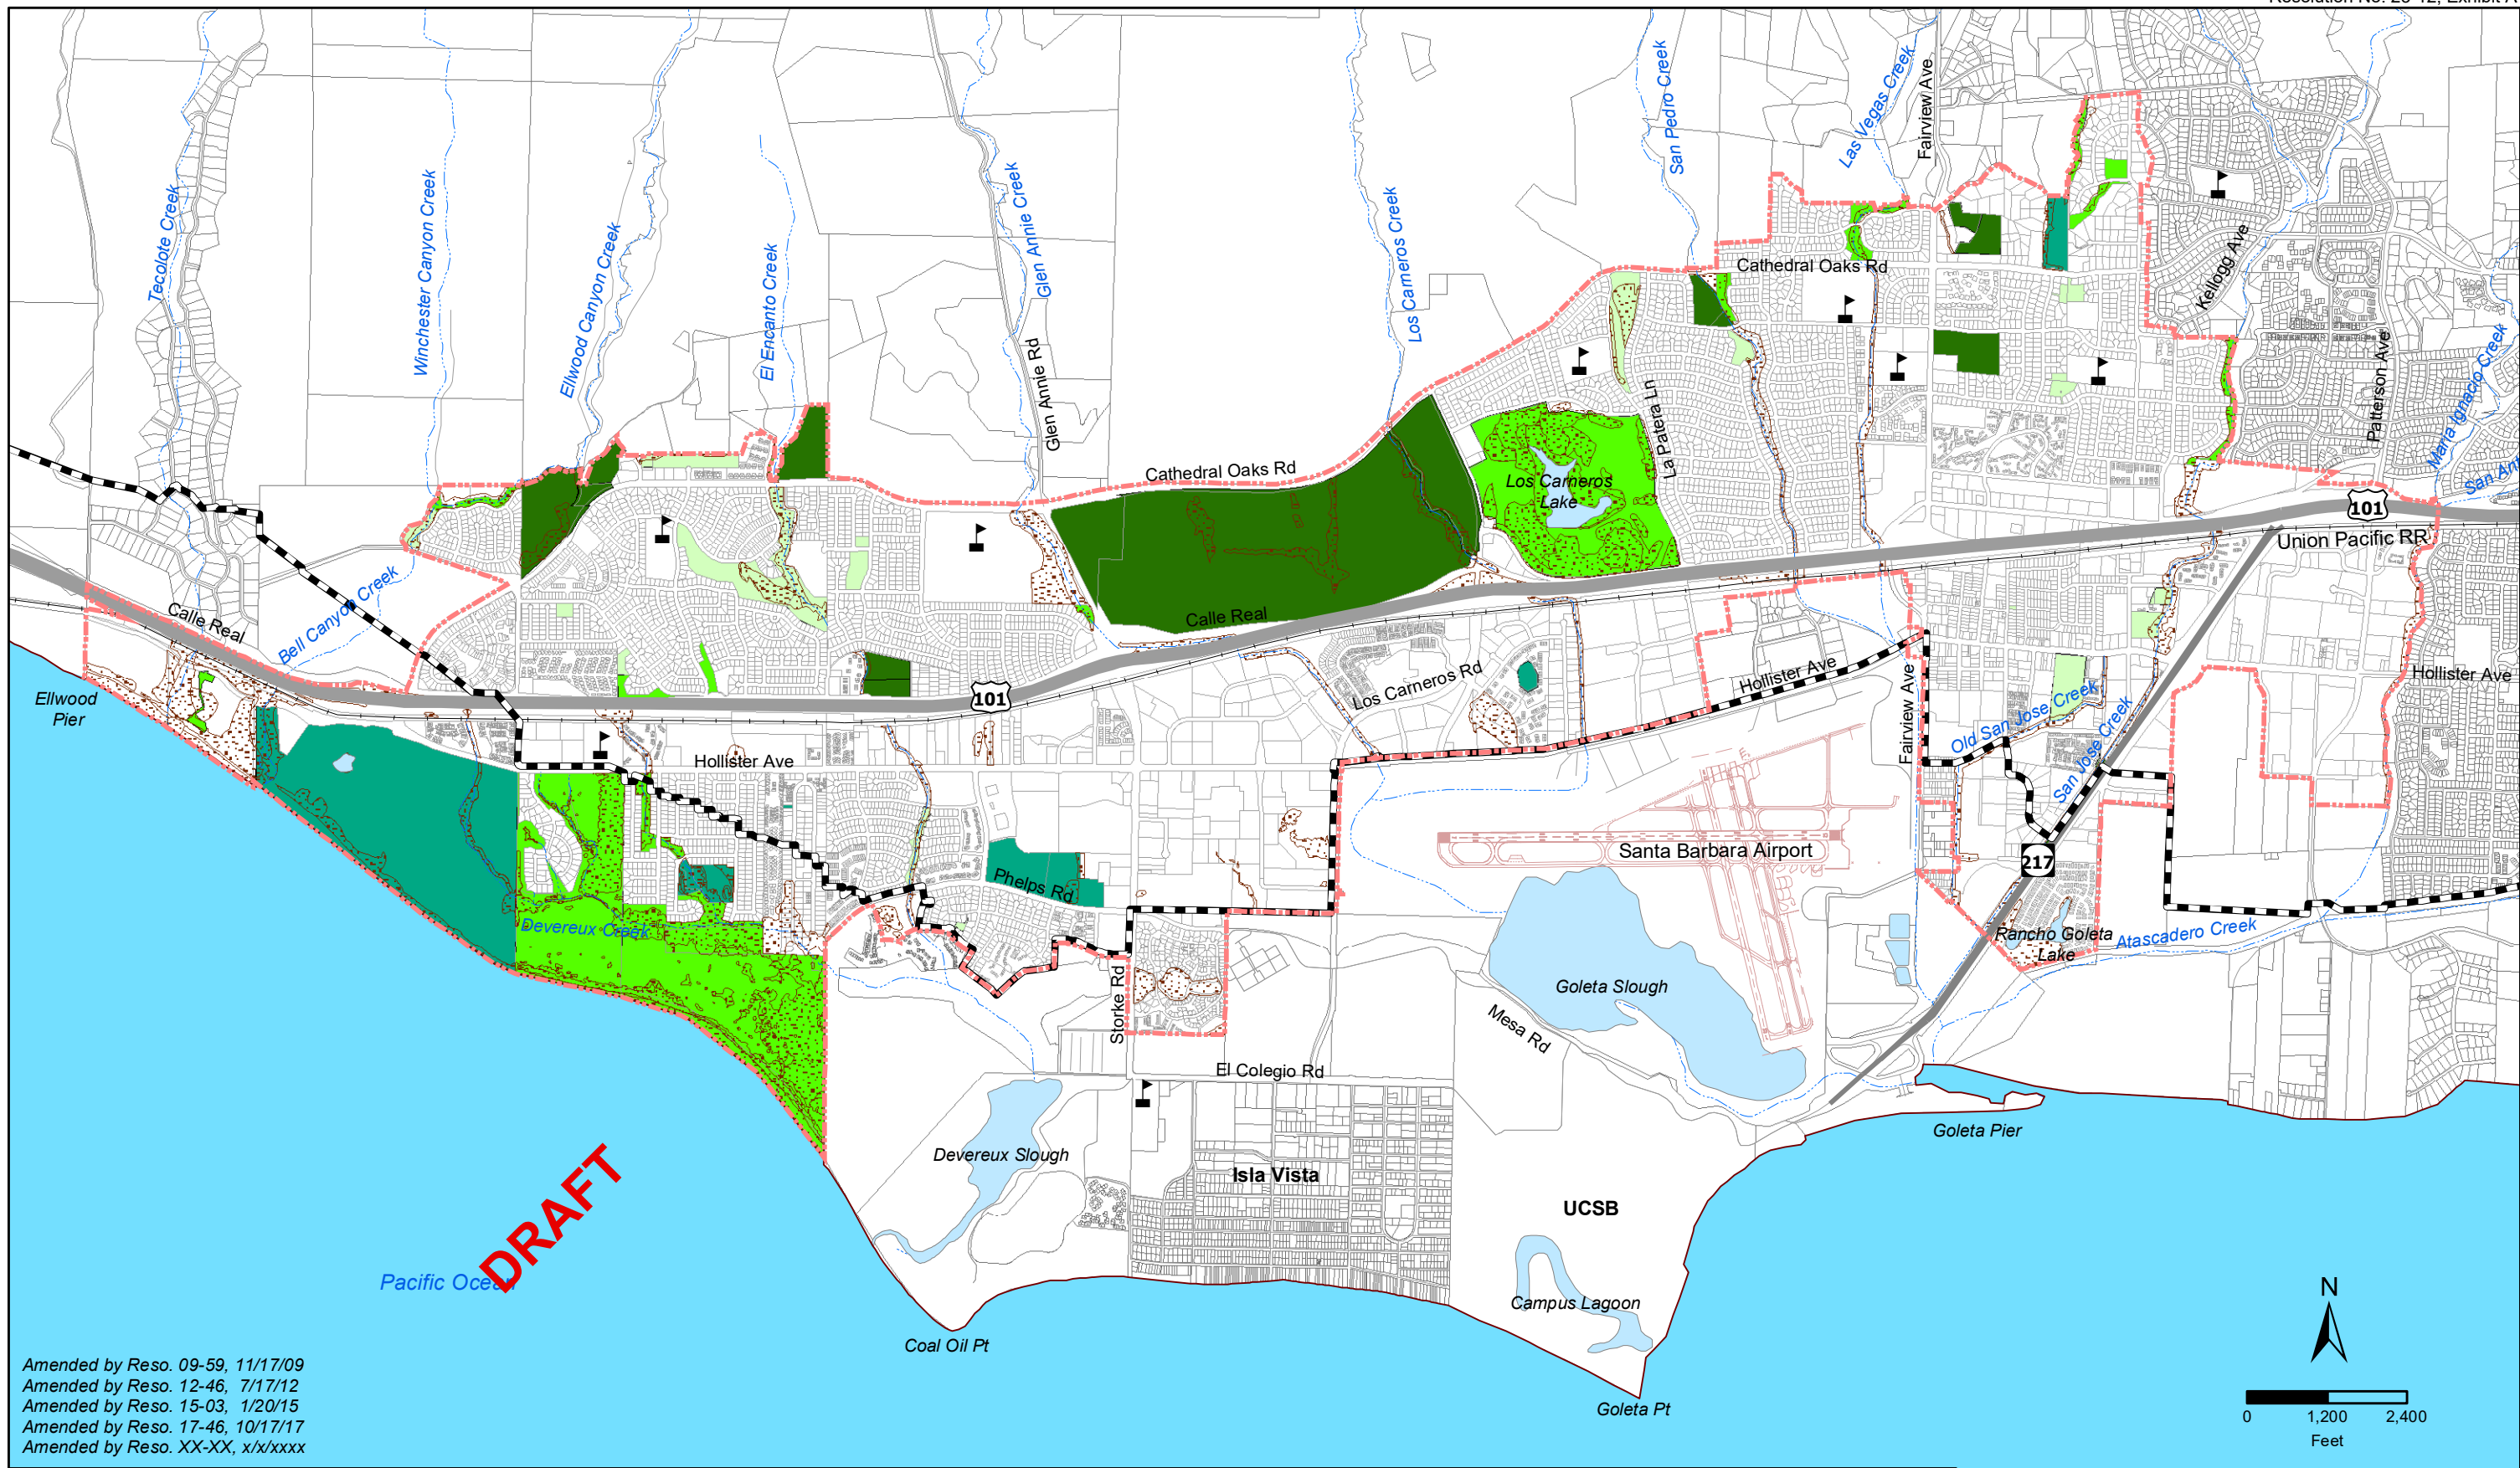 Resolution No. 23-12, Exhibit A
Tecolote Creek
Winchester Canyon Creek
Ellwood Canyon Creek
El Encanto Creek
Glen Annie Creek
Glen Annie Rd
Los Carneros Creek
San Pedro Creek
Las Vegas Creek
Fairview Ave
Cathedral Oaks Rd
Kellogg Ave
Patterson Ave
Maria Ignacio Creek
San Ant
La Patera Ln
Cathedral Oaks Rd
Los Carneros
Lake
101
Union Pacific RR
Calle Real
Bell Canyon Creek
Calle Real
Ellwood
Pier
101
Los Carneros Rd
Hollister Ave
Fairview Ave
Hollister Ave
Old San Jose Creek
San Jose Creek
Hollister Ave
Santa Barbara Airport
217
Phelps Rd
Devereux Creek
Rancho Goleta
Lake
Atascadero Creek
Storke Rd
Goleta Slough
Mesa Rd
El Colegio Rd
Goleta Pier
Devereux Slough
Isla Vista
UCSB
DRAFT
Pacific Ocean
Campus Lagoon
Coal Oil Pt
Goleta Pt
N
0 1,200 2,400
Feet
Amended by Reso. 09-59, 11/17/09
Amended by Reso. 12-46, 7/17/12
Amended by Reso. 15-03, 1/20/15
Amended by Reso. 17-46, 10/17/17
Amended by Reso. XX-XX, x/x/xxxx